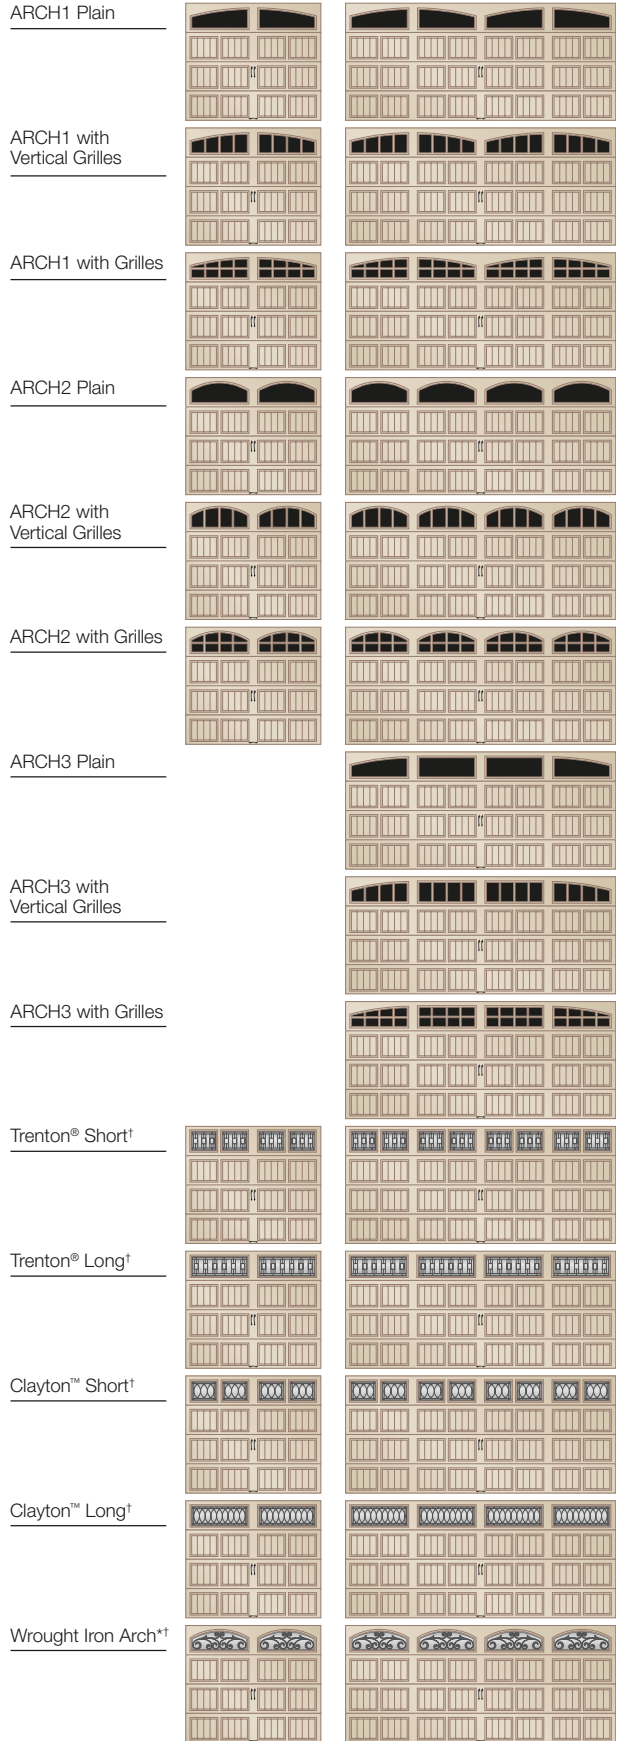 ARCH1 Plain
ARCH1 with
Vertical Grilles
ARCH1 with Grilles
ARCH2 Plain
ARCH2 with
Vertical Grilles
ARCH2 with Grilles
ARCH3 Plain
ARCH3 with
Vertical Grilles
ARCH3 with Grilles
Trenton® Short†
Trenton® Long†
Clayton™ Short†
Clayton™ Long†
Wrought Iron Arch*†